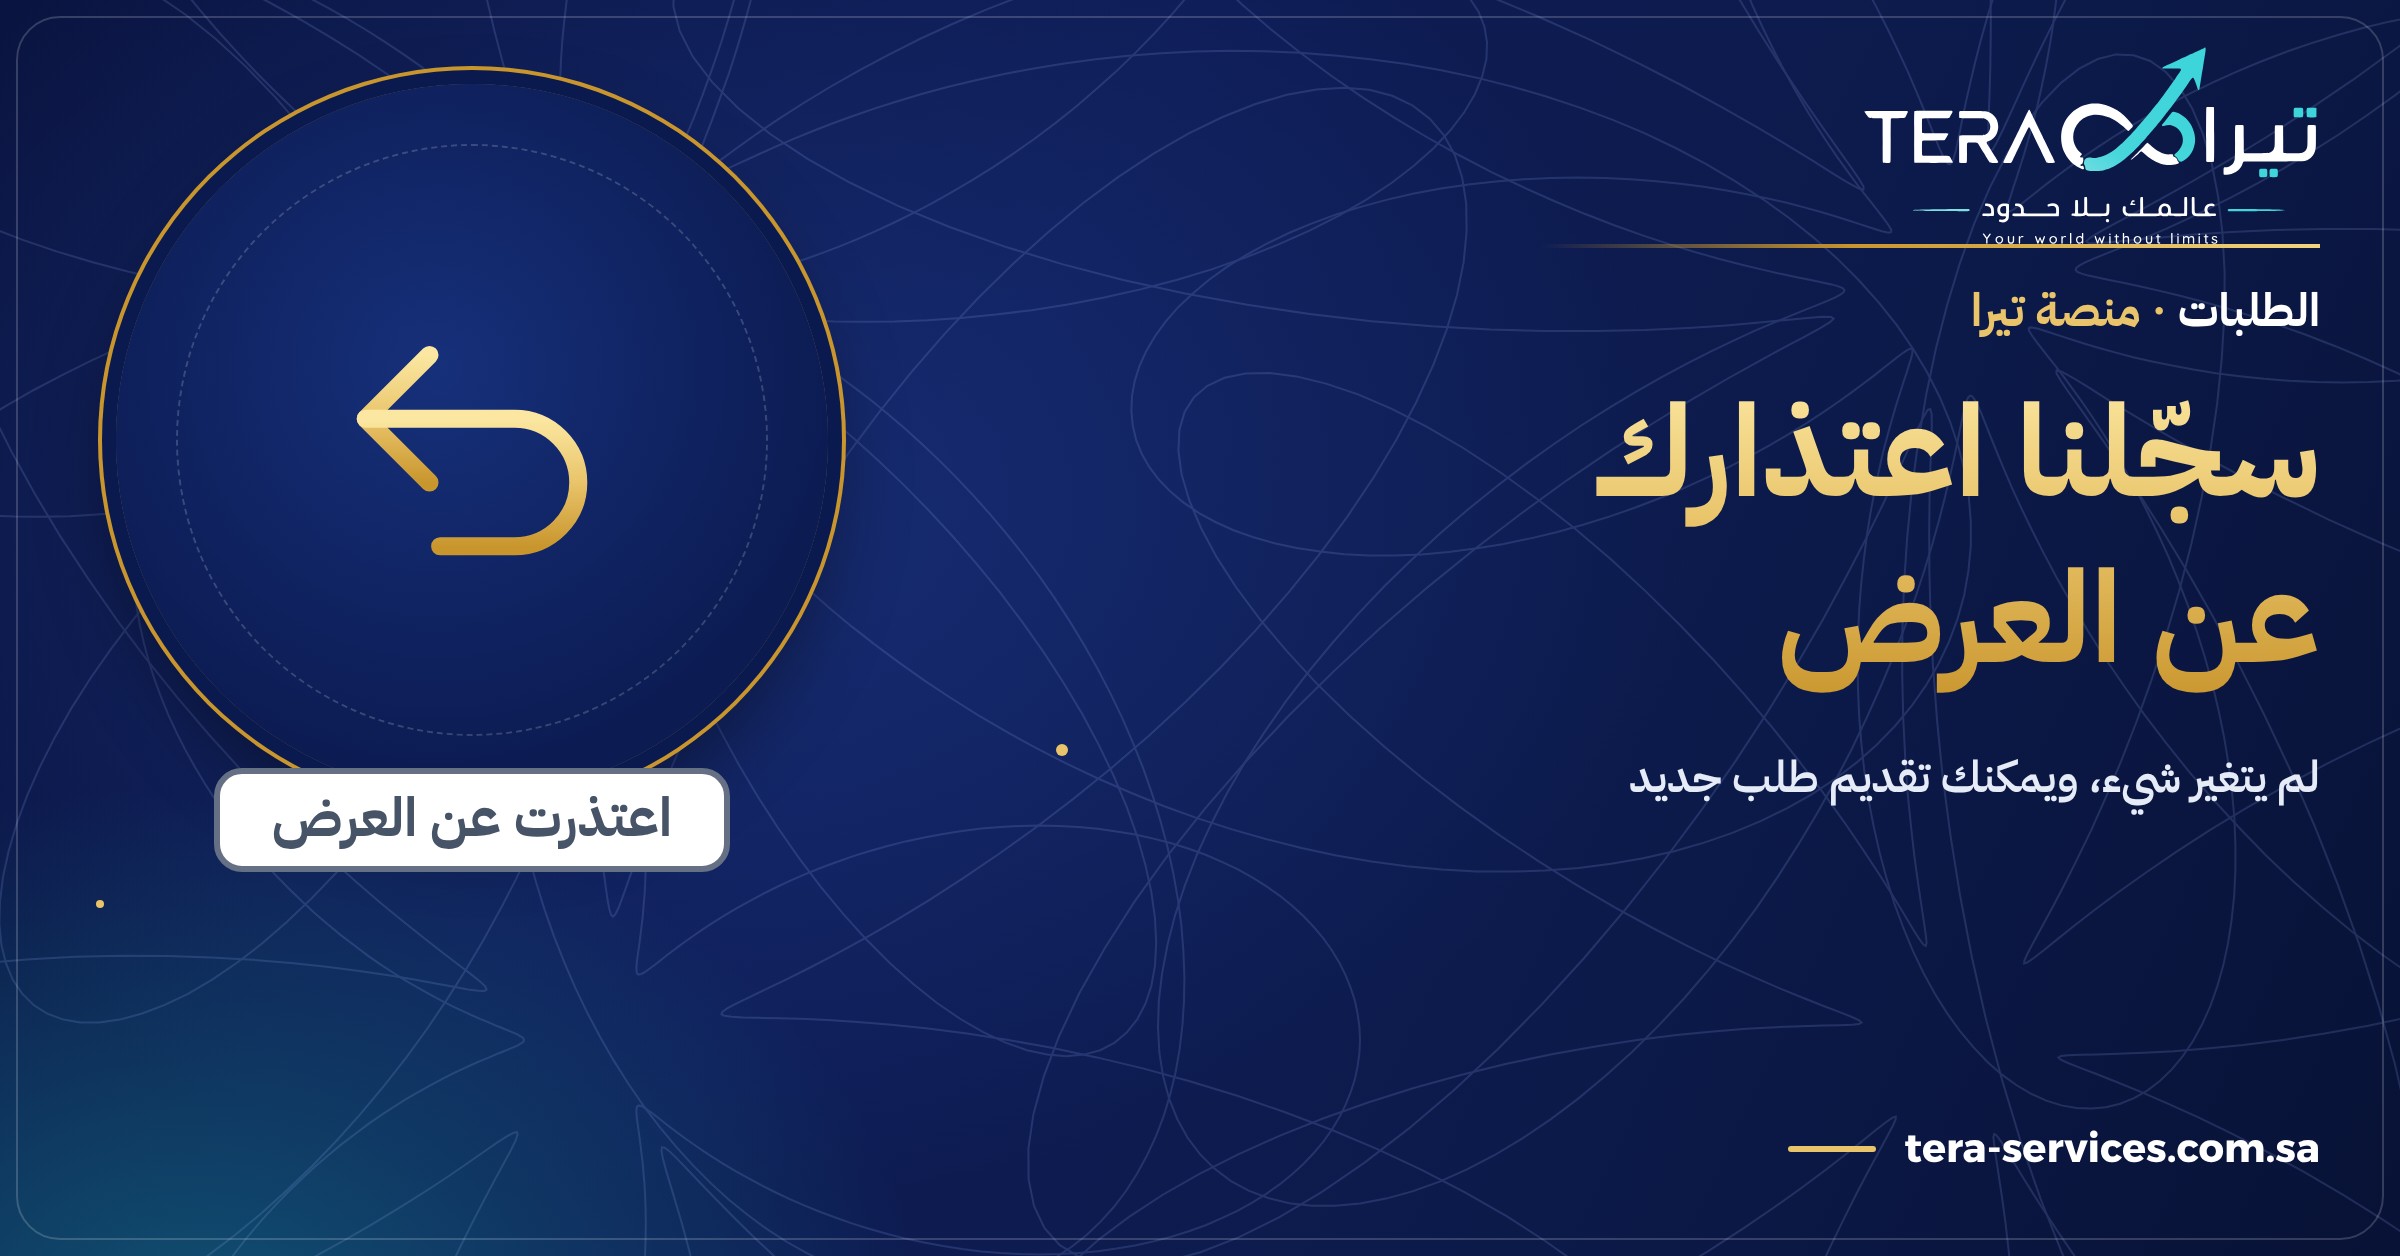 TERA تيرا
عالمك بلا حدود
Your world without limits
الطلبات · منصة تيرا
سجّلنا اعتذارك
عن العرض
لم يتغير شيء، ويمكنك تقديم طلب جديد
اعتذرت عن العرض
tera-services.com.sa